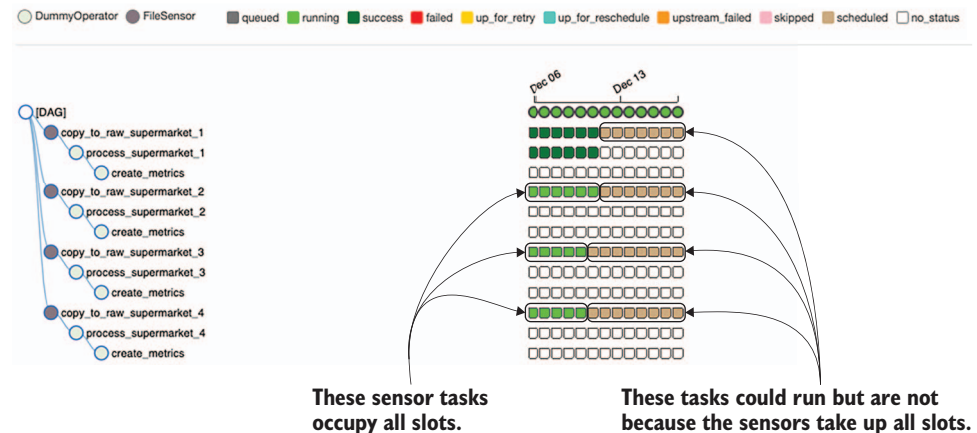 DummyOperator FileSensor queued running success failed up_for_retry up_for_reschedule upstream_failed skipped scheduled no_status
Dec 06 Dec 13
[DAG]
copy_to_raw_supermarket_1
process_supermarket_1
create_metrics
copy_to_raw_supermarket_2
process_supermarket_2
create_metrics
copy_to_raw_supermarket_3
process_supermarket_3
create_metrics
copy_to_raw_supermarket_4
process_supermarket_4
create_metrics
These sensor tasks
occupy all slots.
These tasks could run but are not
because the sensors take up all slots.